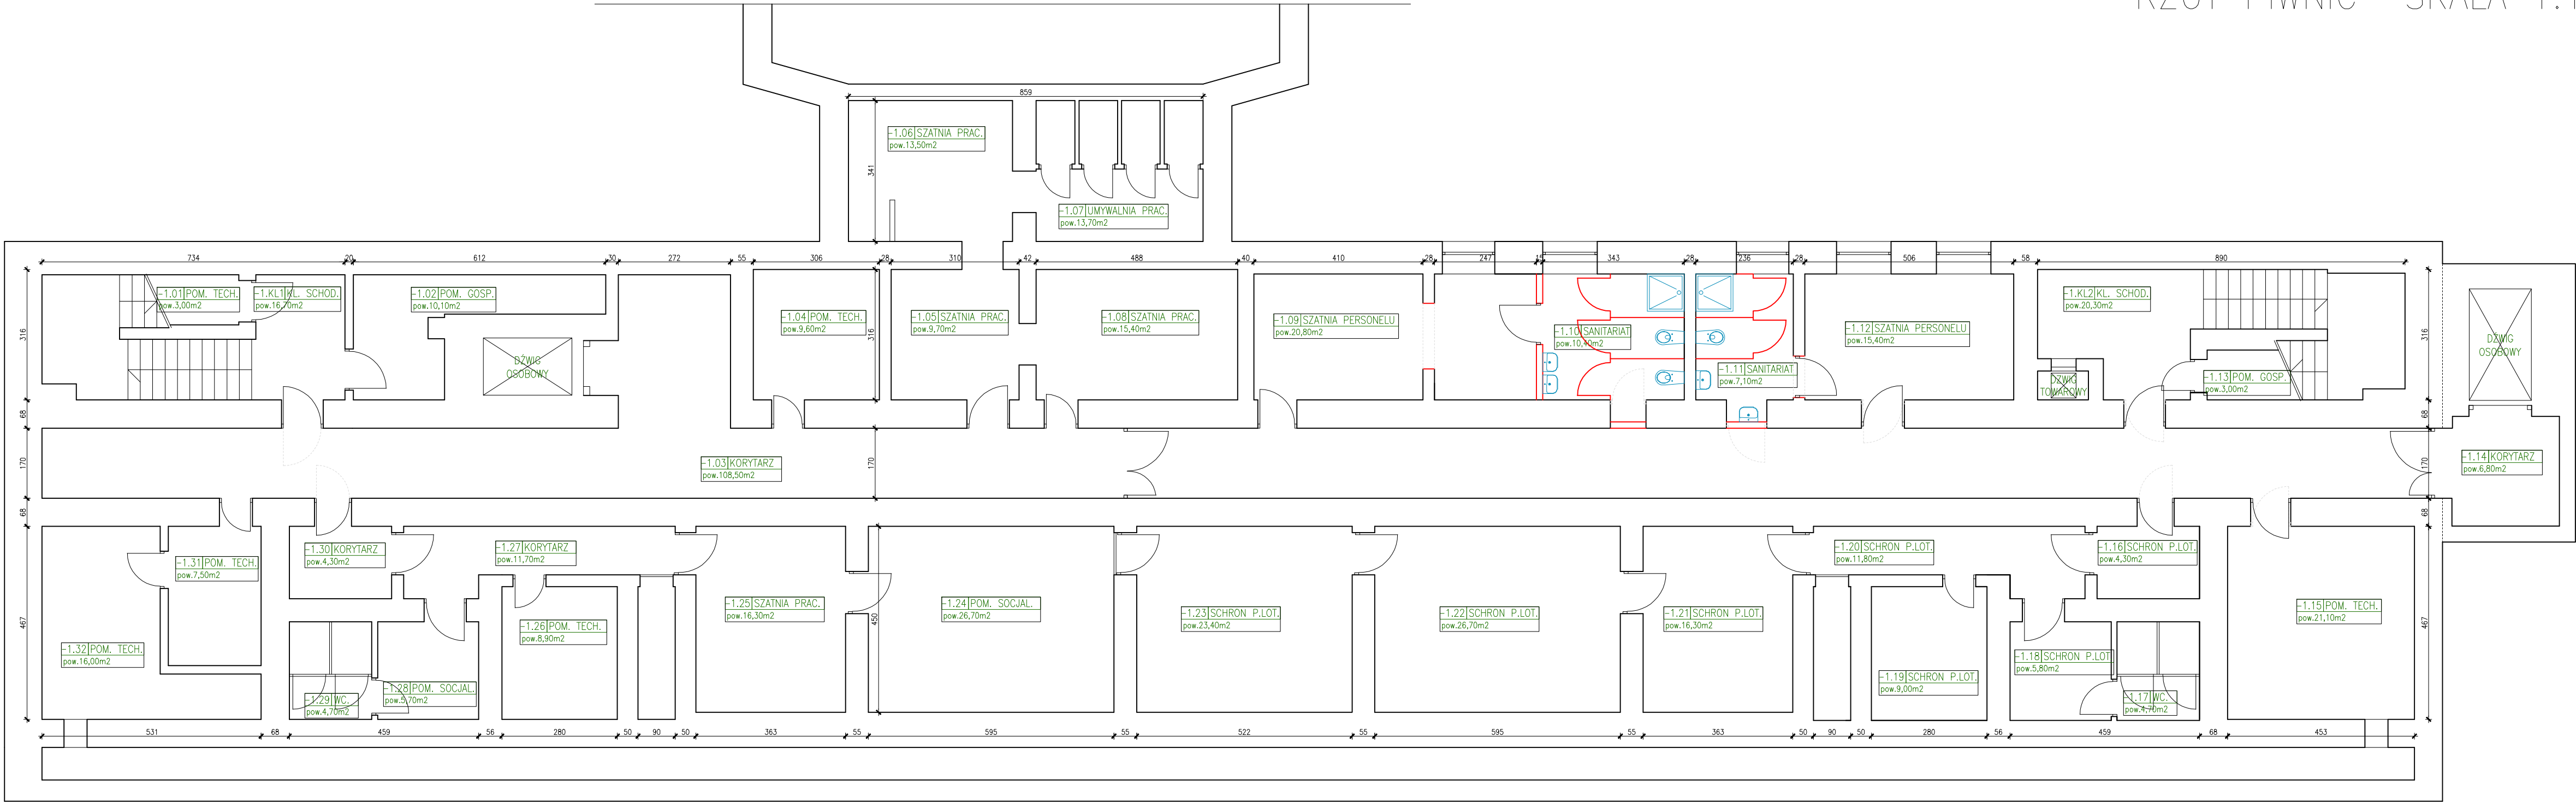 RZUT PIWNIC SKALA 1:1
859
-1.06 SZATNIA PRAC.
pow.13,50m2
341
-1.07 UMYWALNIA PRAC.
pow.13,70m2
734
20
612
30
272
55
306
28
310
42
488
40
410
28
247
15
343
28
236
28
506
58
890
-1.01 POM. TECH.
pow.3,00m2
-1.KL1 KL. SCHOD.
pow.16,70m2
-1.02 POM. GOSP.
pow.10,10m2
-1.04 POM. TECH.
pow.9,60m2
-1.05 SZATNIA PRAC.
pow.9,70m2
-1.08 SZATNIA PRAC.
pow.15,40m2
-1.09 SZATNIA PERSONELU
pow.20,80m2
-1.10 SANITARIAT
pow.10,40m2
-1.11 SANITARIAT
pow.7,10m2
-1.12 SZATNIA PERSONELU
pow.15,40m2
-1.KL2 KL. SCHOD.
pow.20,30m2
-1.13 POM. GOSP.
pow.3,00m2
DŹWIG
OSOBOWY
DŹWIG
TOWAROWY
DŹWIG
OSOBOWY
316
316
316
68
68
170
170
170
68
68
-1.03 KORYTARZ
pow.108,50m2
-1.14 KORYTARZ
pow.6,80m2
-1.31 POM. TECH.
pow.7,50m2
-1.30 KORYTARZ
pow.4,30m2
-1.27 KORYTARZ
pow.11,70m2
-1.20 SCHRON P.LOT.
pow.11,80m2
-1.16 SCHRON P.LOT.
pow.4,30m2
467
-1.32 POM. TECH.
pow.16,00m2
-1.29 WC.
pow.4,70m2
-1.28 POM. SOCJAL.
pow.5,70m2
-1.26 POM. TECH.
pow.8,90m2
-1.25 SZATNIA PRAC.
pow.16,30m2
450
-1.24 POM. SOCJAL.
pow.26,70m2
-1.23 SCHRON P.LOT.
pow.23,40m2
-1.22 SCHRON P.LOT.
pow.26,70m2
-1.21 SCHRON P.LOT.
pow.16,30m2
-1.19 SCHRON P.LOT.
pow.9,00m2
-1.18 SCHRON P.LOT.
pow.5,80m2
-1.17 WC.
pow.4,70m2
-1.15 POM. TECH.
pow.21,10m2
467
531
68
459
56
280
50
90
50
363
55
595
55
522
55
595
55
363
50
90
50
280
56
459
68
453